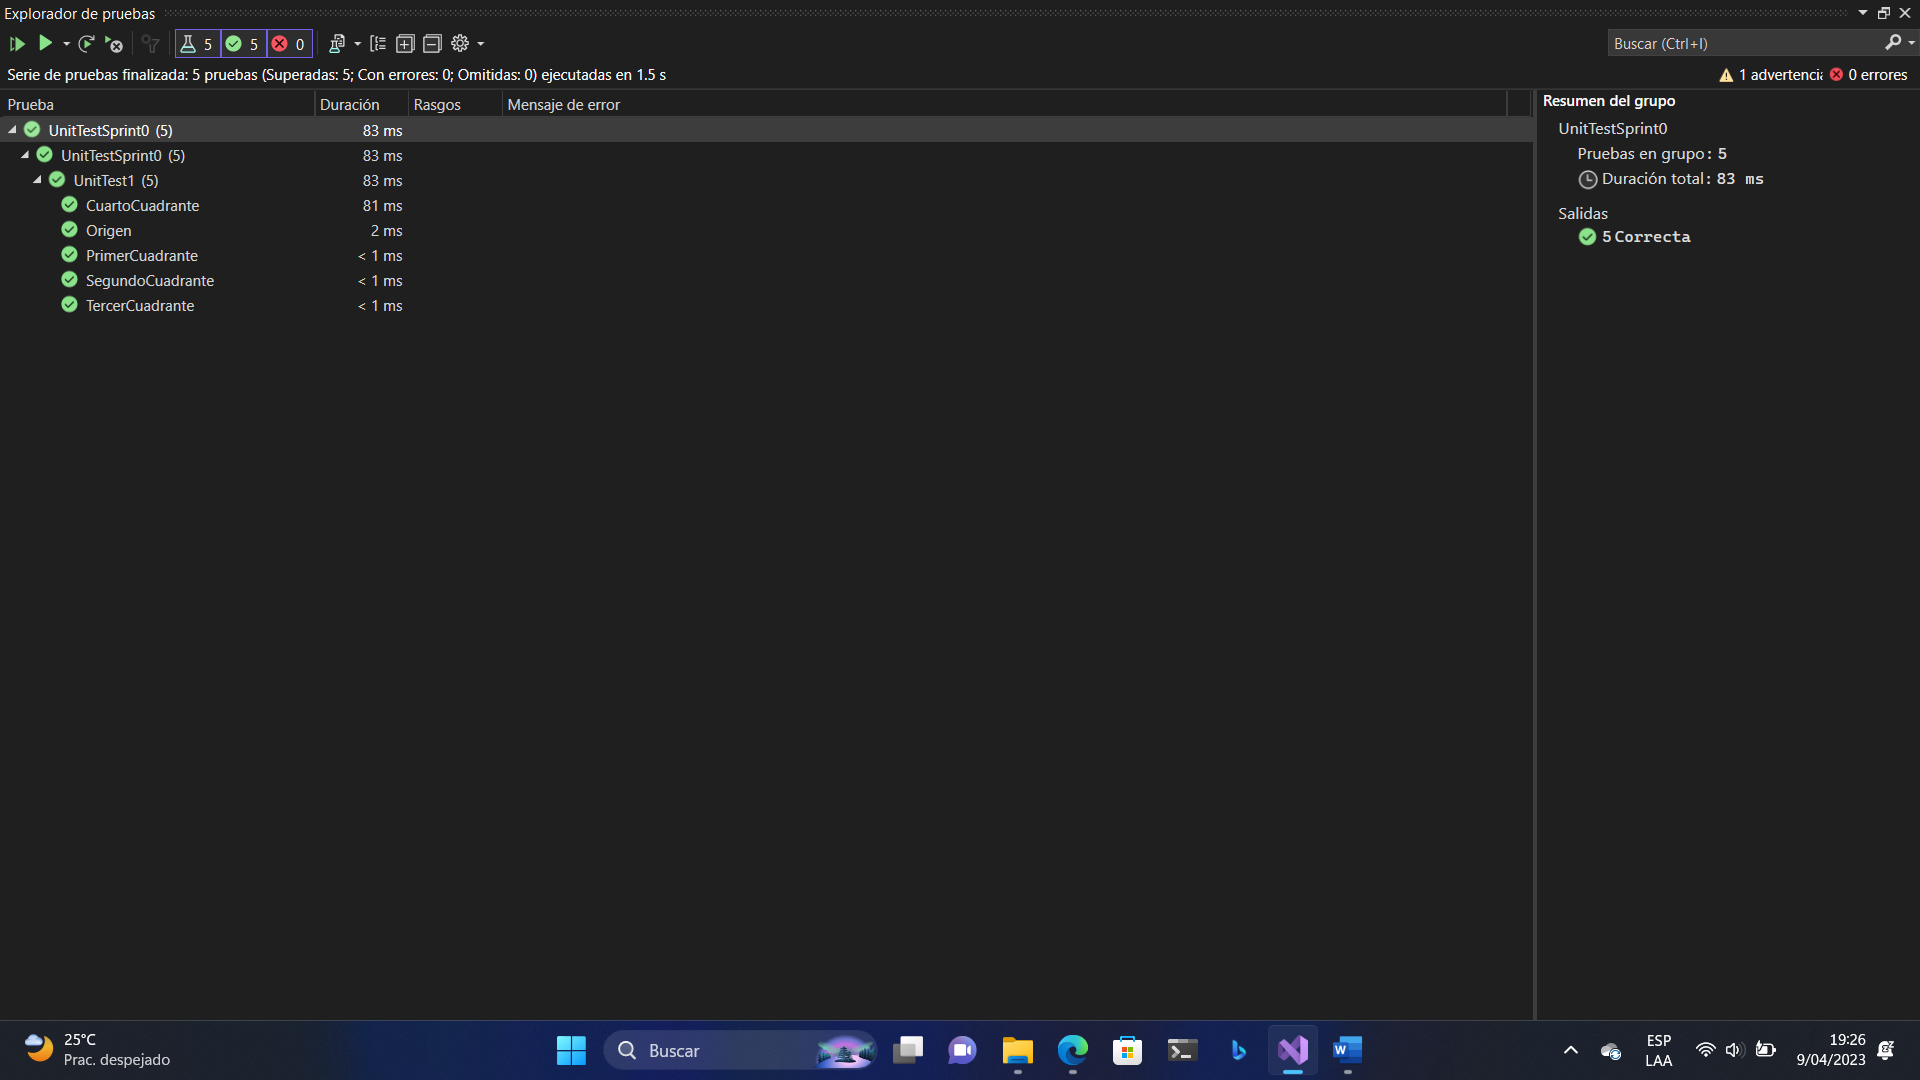 Explorador de pruebas
5 5 0
Buscar (Ctrl+I)
Serie de pruebas finalizada: 5 pruebas (Superadas: 5; Con errores: 0; Omitidas: 0) ejecutadas en 1.5 s
1 advertencia 0 errores
Prueba Duración Rasgos Mensaje de error
UnitTestSprint0 (5) 83 ms
UnitTestSprint0 (5) 83 ms
UnitTest1 (5) 83 ms
CuartoCuadrante 81 ms
Origen 2 ms
PrimerCuadrante < 1 ms
SegundoCuadrante < 1 ms
TercerCuadrante < 1 ms
Resumen del grupo
UnitTestSprint0
Pruebas en grupo: 5
Duración total: 83 ms
Salidas
5 Correcta
25°C
Prac. despejado
Buscar
ESP
LAA
19:26
9/04/2023